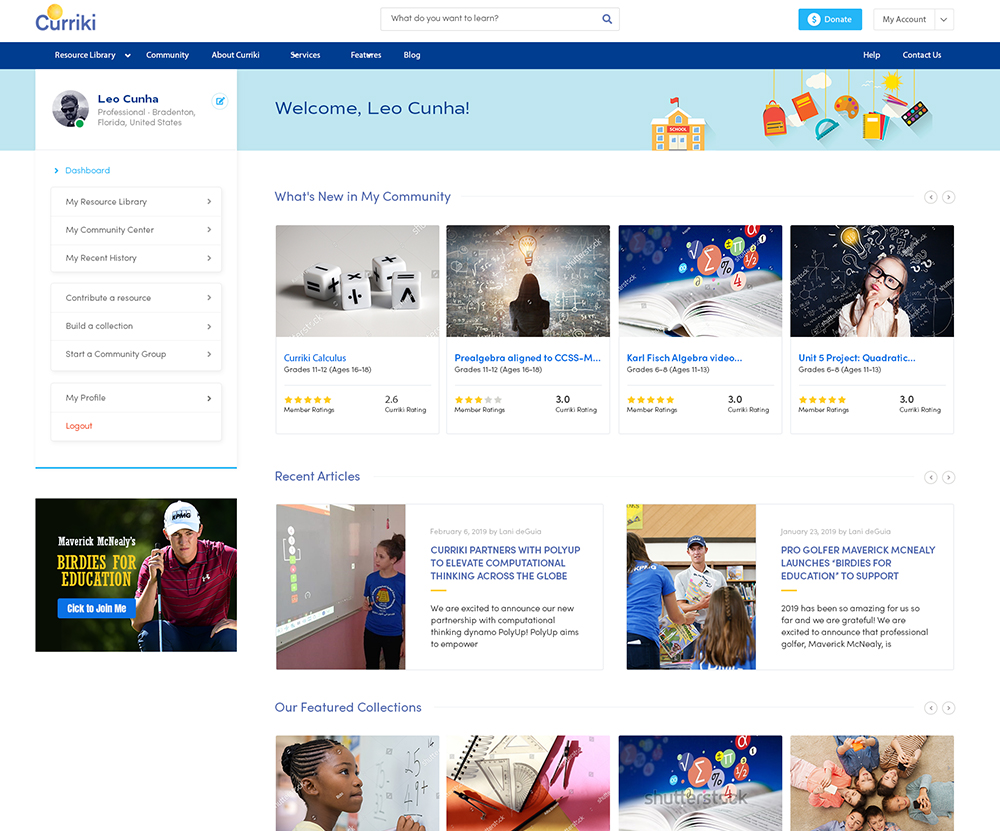 Curriki
What do you want to learn?
$ Donate
My Account
Resource Library
Community
About Curriki
Services
Features
Blog
Help
Contact Us
Leo Cunha
Professional · Bradenton,
Florida, United States
Welcome, Leo Cunha!
SCHOOL
Dashboard
My Resource Library
My Community Center
My Recent History
Contribute a resource
Build a collection
Start a Community Group
My Profile
Logout
KPMG
Maverick McNealy's
BIRDIES FOR
EDUCATION
Click to Join Me
What's New in My Community
Curriki Calculus
Grades 11-12 (Ages 16-18)
2.6
Member Ratings
Curriki Rating
Prealgebra aligned to CCSS-M...
Grades 11-12 (Ages 16-18)
3.0
Member Ratings
Curriki Rating
Karl Fisch Algebra video...
Grades 6-8 (Ages 11-13)
3.0
Member Ratings
Curriki Rating
Unit 5 Project: Quadratic...
Grades 6-8 (Ages 11-13)
3.0
Member Ratings
Curriki Rating
Recent Articles
February 6, 2019 by Lani deGuia
CURRIKI PARTNERS WITH POLYUP
TO ELEVATE COMPUTATIONAL
THINKING ACROSS THE GLOBE
We are excited to announce our new
partnership with computational
thinking dynamo PolyUp! PolyUp aims
to empower
January 23, 2019 by Lani deGuia
PRO GOLFER MAVERICK MCNEALY
LAUNCHES “BIRDIES FOR
EDUCATION” TO SUPPORT
2019 has been so amazing for us so
far and we are grateful! We are
excited to announce that professional
golfer, Maverick McNealy, is
Our Featured Collections
shutterstock